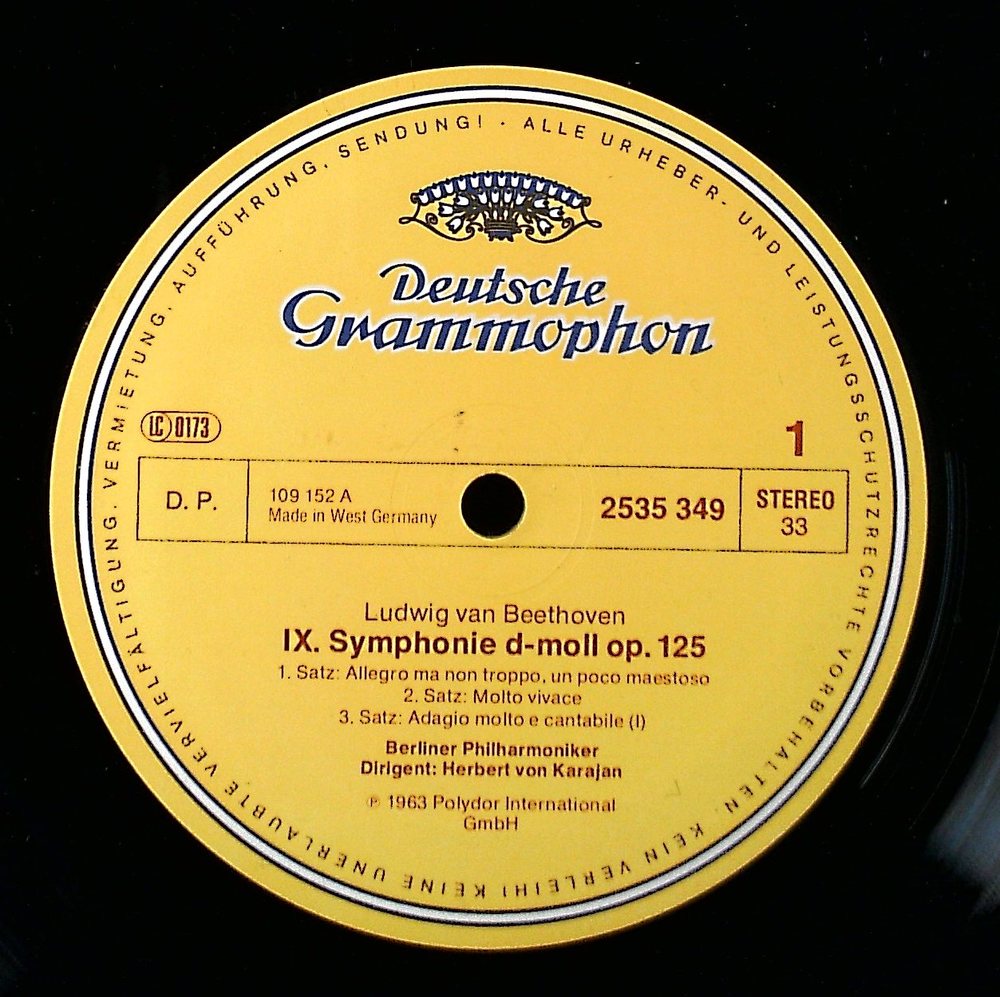 ALLE URHEBER- UND LEISTUNGSSCHUTZRECHTE VORBEHALTEN. KEIN VERLEIH! KEINE UNERLAUBTE VERVIELFÄLTIGUNG, VERMIETUNG, AUFFÜHRUNG, SENDUNG! ·
Deutsche
Grammophon
LC 0173
1
D. P.
109 152 A
Made in West Germany
2535 349
STEREO
33
Ludwig van Beethoven
IX. Symphonie d-moll op. 125
1. Satz: Allegro ma non troppo, un poco maestoso
2. Satz: Molto vivace
3. Satz: Adagio molto e cantabile (I)
Berliner Philharmoniker
Dirigent: Herbert von Karajan
℗ 1963 Polydor International
GmbH